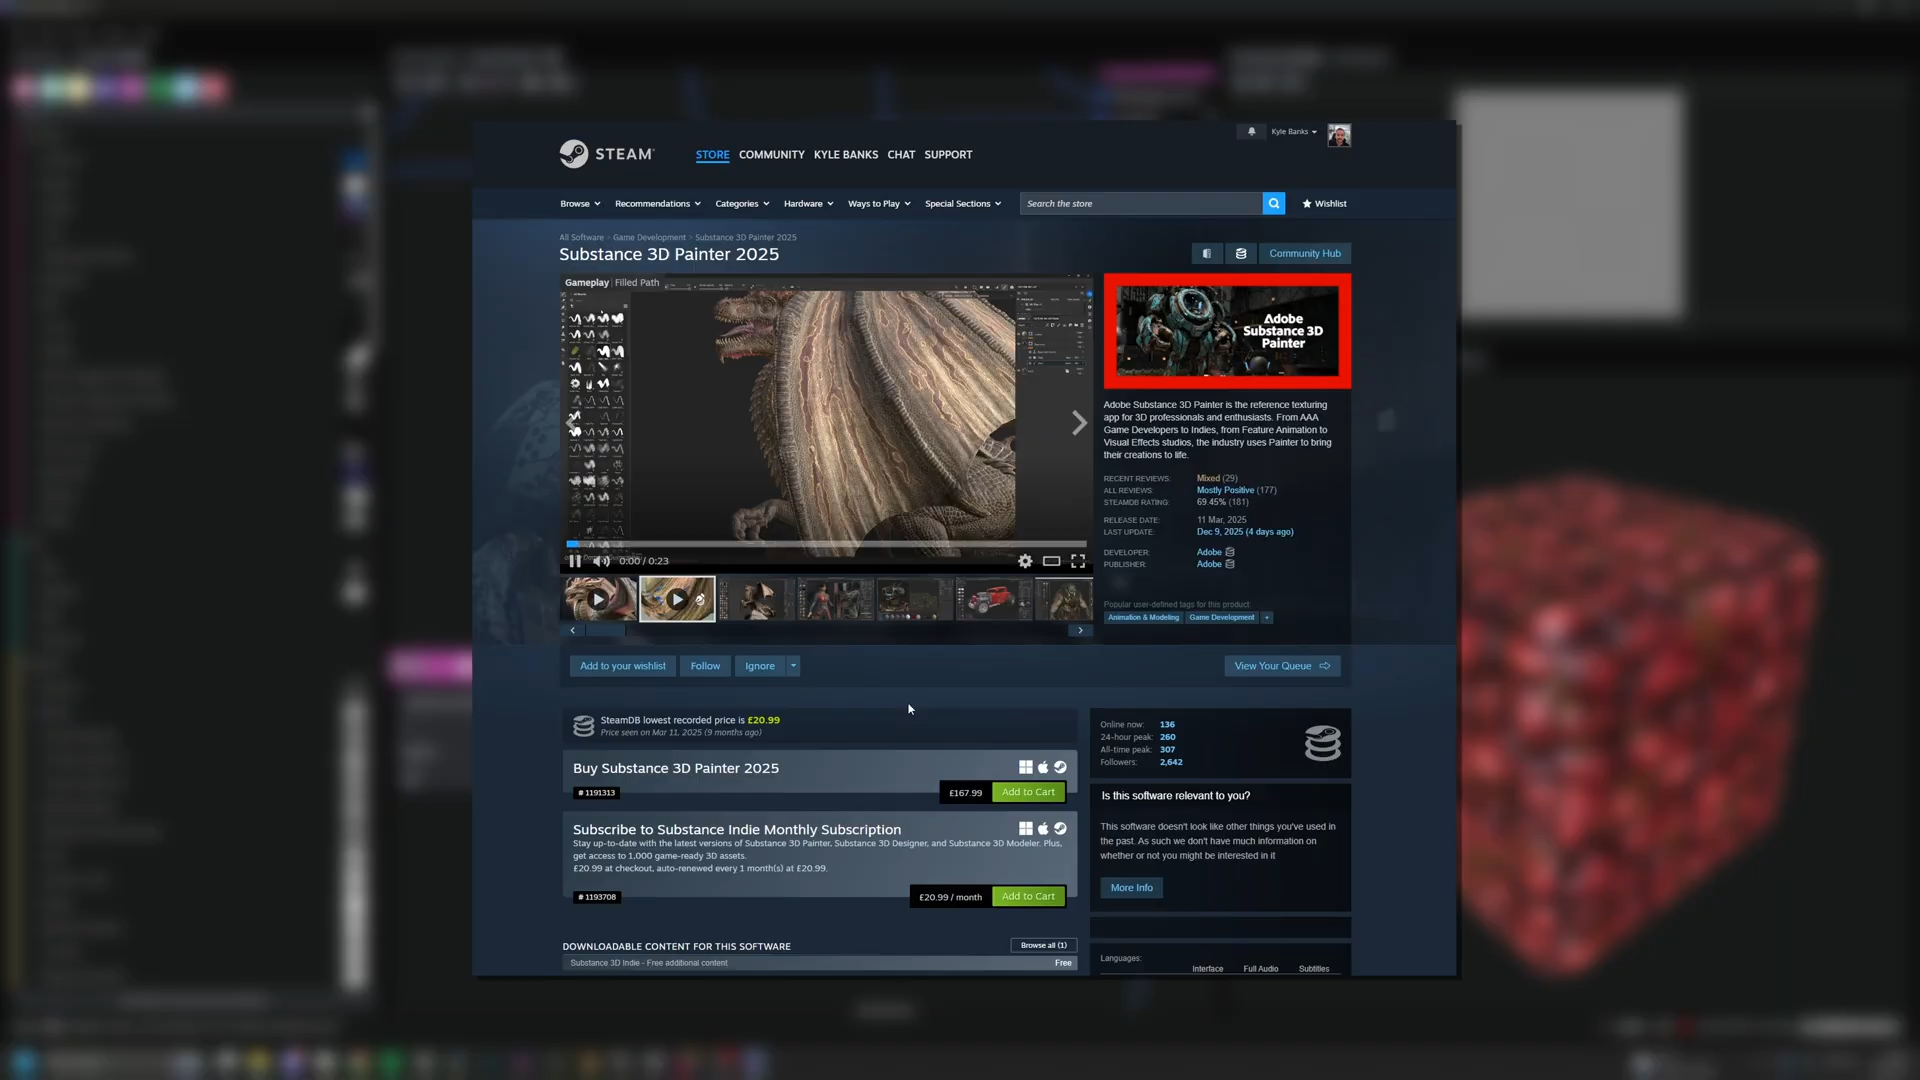 Kyle Banks
STEAM
STORE COMMUNITY KYLE BANKS CHAT SUPPORT
Browse Recommendations Categories Hardware Ways to Play Special Sections Search the store Wishlist
All Software > Game Development > Substance 3D Painter 2025
Substance 3D Painter 2025
Community Hub
Gameplay | Filled Path
Adobe
Substance 3D
Painter
Adobe Substance 3D Painter is the reference texturing
app for 3D professionals and enthusiasts. From AAA
Game Developers to Indies, from Feature Animation to
Visual Effects studios, the industry uses Painter to bring
their creations to life.
RECENT REVIEWS: Mixed (29)
ALL REVIEWS: Mostly Positive (177)
STEAMDB RATING: 69.45% (181)
RELEASE DATE: 11 Mar, 2025
LAST UPDATE: Dec 9, 2025 (4 days ago)
DEVELOPER: Adobe
PUBLISHER: Adobe
0:00 / 0:23
Popular user-defined tags for this product:
Animation & Modeling Game Development +
Add to your wishlist Follow Ignore View Your Queue
SteamDB lowest recorded price is £20.99
Price seen on Mar 11, 2025 (9 months ago)
Buy Substance 3D Painter 2025
# 1191313
£167.99 Add to Cart
Subscribe to Substance Indie Monthly Subscription
Stay up-to-date with the latest versions of Substance 3D Painter, Substance 3D Designer, and Substance 3D Modeler. Plus,
get access to 1,000 game-ready 3D assets.
£20.99 at checkout, auto-renewed every 1 month(s) at £20.99.
# 1193708
£20.99 / month Add to Cart
DOWNLOADABLE CONTENT FOR THIS SOFTWARE Browse all (1)
Substance 3D Indie - Free additional content Free
Online now: 136
24-hour peak: 260
All-time peak: 307
Followers: 2,642
Is this software relevant to you?
This software doesn't look like other things you've used in
the past. As such we don't have much information on
whether or not you might be interested in it
More Info
Languages:
Interface Full Audio Subtitles